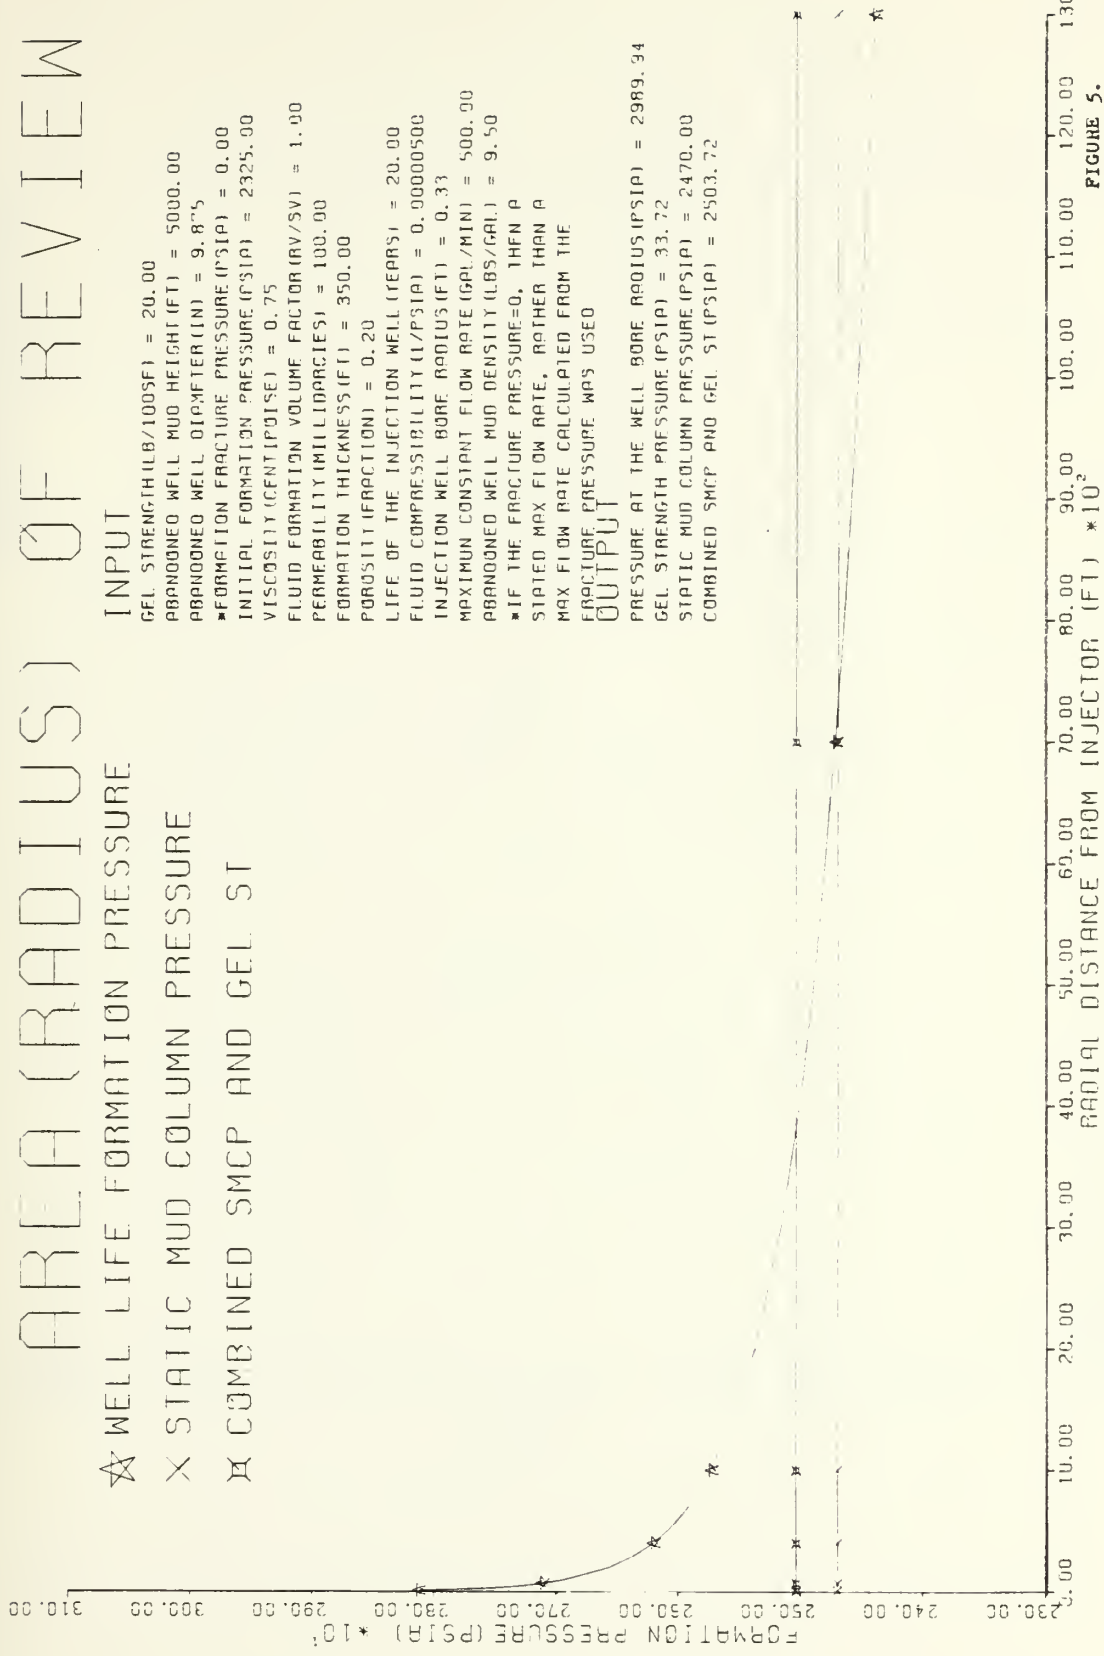 AREA (RADIUS) OF REVIEW
WELL LIFE FORMATION PRESSURE
STATIC MUD COLUMN PRESSURE
COMBINED SMCP AND GEL ST
INPUT
GEL STRENGTH(LB/100SF) = 20.00
ABANDONED WELL MUD HEIGHT(FT) = 5000.00
ABANDONED WELL DIAMETER(IN) = 9.875
*FORMATION FRACTURE PRESSURE(PSIA) = 0.00
INITIAL FORMATION PRESSURE(PSIA) = 2325.00
VISCOSITY(CENTIPOISE) = 0.75
FLUID FORMATION VOLUME FACTOR(RV/SV) = 1.00
PERMEABILITY(MILLIDARCIES) = 100.00
FORMATION THICKNESS(FT) = 350.00
POROSITY(FRACTION) = 0.20
LIFE OF THE INJECTION WELL(YEARS) = 20.00
FLUID COMPRESSIBILITY(1/PSIA) = 0.00000500
INJECTION WELL BORE RADIUS(FT) = 0.33
MAXIMUN CONSTANT FLOW RATE(GAL/MIN) = 500.00
ABANDONED WELL MUD DENSITY(LBS/GAL) = 9.50
*IF THE FRACTURE PRESSURE=0, THEN A
STATED MAX FLOW RATE, RATHER THAN A
MAX FLOW RATE CALCULATED FROM THE
FRACTURE PRESSURE WAS USED
OUTPUT
PRESSURE AT THE WELL BORE RADIUS(PSIA) = 2989.94
GEL STRENGTH PRESSURE(PSIA) = 33.72
STATIC MUD COLUMN PRESSURE(PSIA) = 2470.00
COMBINED SMCP AND GEL ST(PSIA) = 2503.72
310.00
300.00
290.00
280.00
270.00
260.00
250.00
240.00
230.00
FORMATION PRESSURE(PSIA) *10¹
0.00 10.00 20.00 30.00 40.00 50.00 60.00 70.00 80.00 90.00 100.00 110.00 120.00 130
RADIAL DISTANCE FROM INJECTOR (FT) *10²
FIGURE 5.